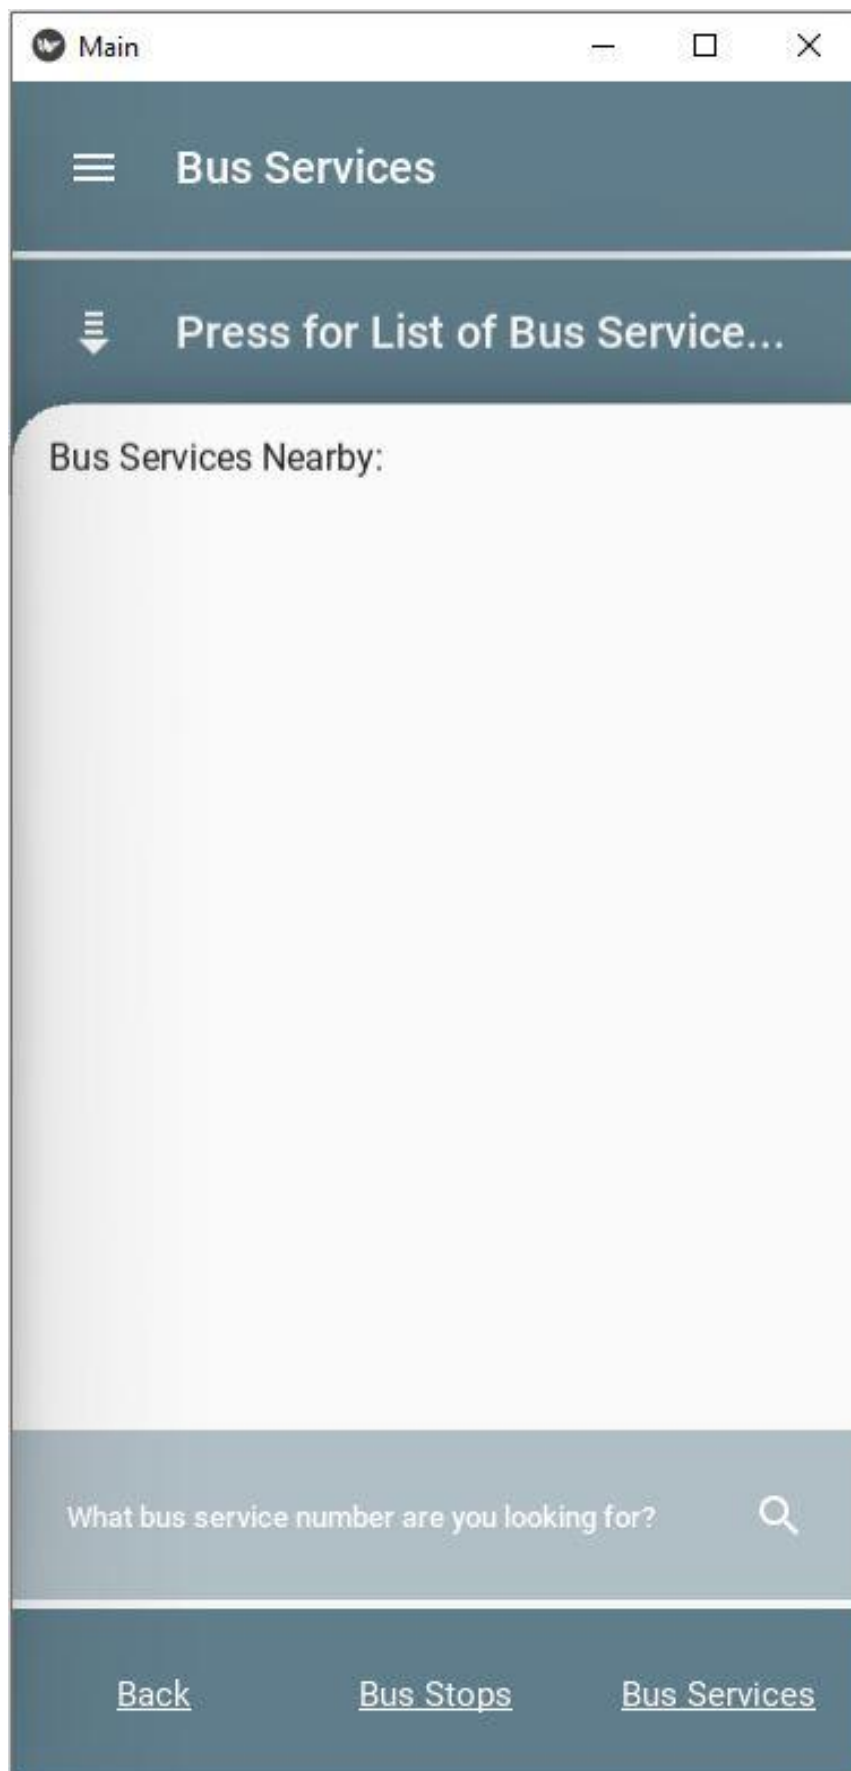 Main
Bus Services
Press for List of Bus Service...
Bus Services Nearby:
What bus service number are you looking for?
Back Bus Stops Bus Services